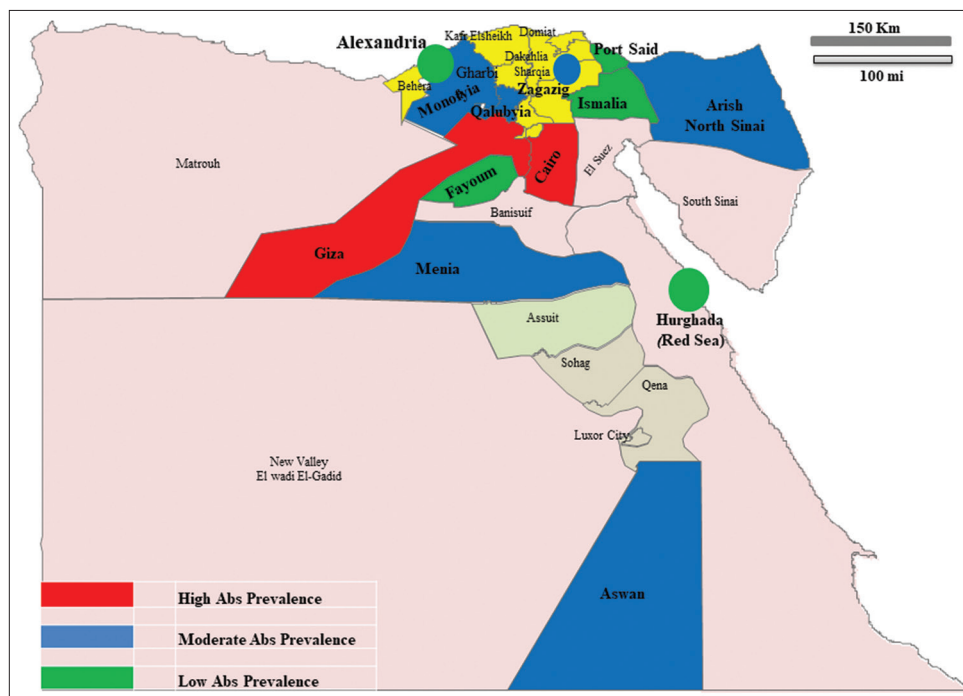 150 Km
100 mi
Alexandria
Kafr Elsheikh
Domiat
Port Said
Dakahlia
Gharbi
Sharqia
Behera
Zagazig
Monofyia
Qalubyia
Ismalia
Arish
North Sinai
Matrouh
Cairo
El Suez
Fayoum
South Sinai
Banisuif
Giza
Menia
Hurghada
(Red Sea)
Assuit
Sohag
Qena
Luxor City
New Valley
El wadi El-Gadid
Aswan
High Abs Prevalence
Moderate Abs Prevalence
Low Abs Prevalence